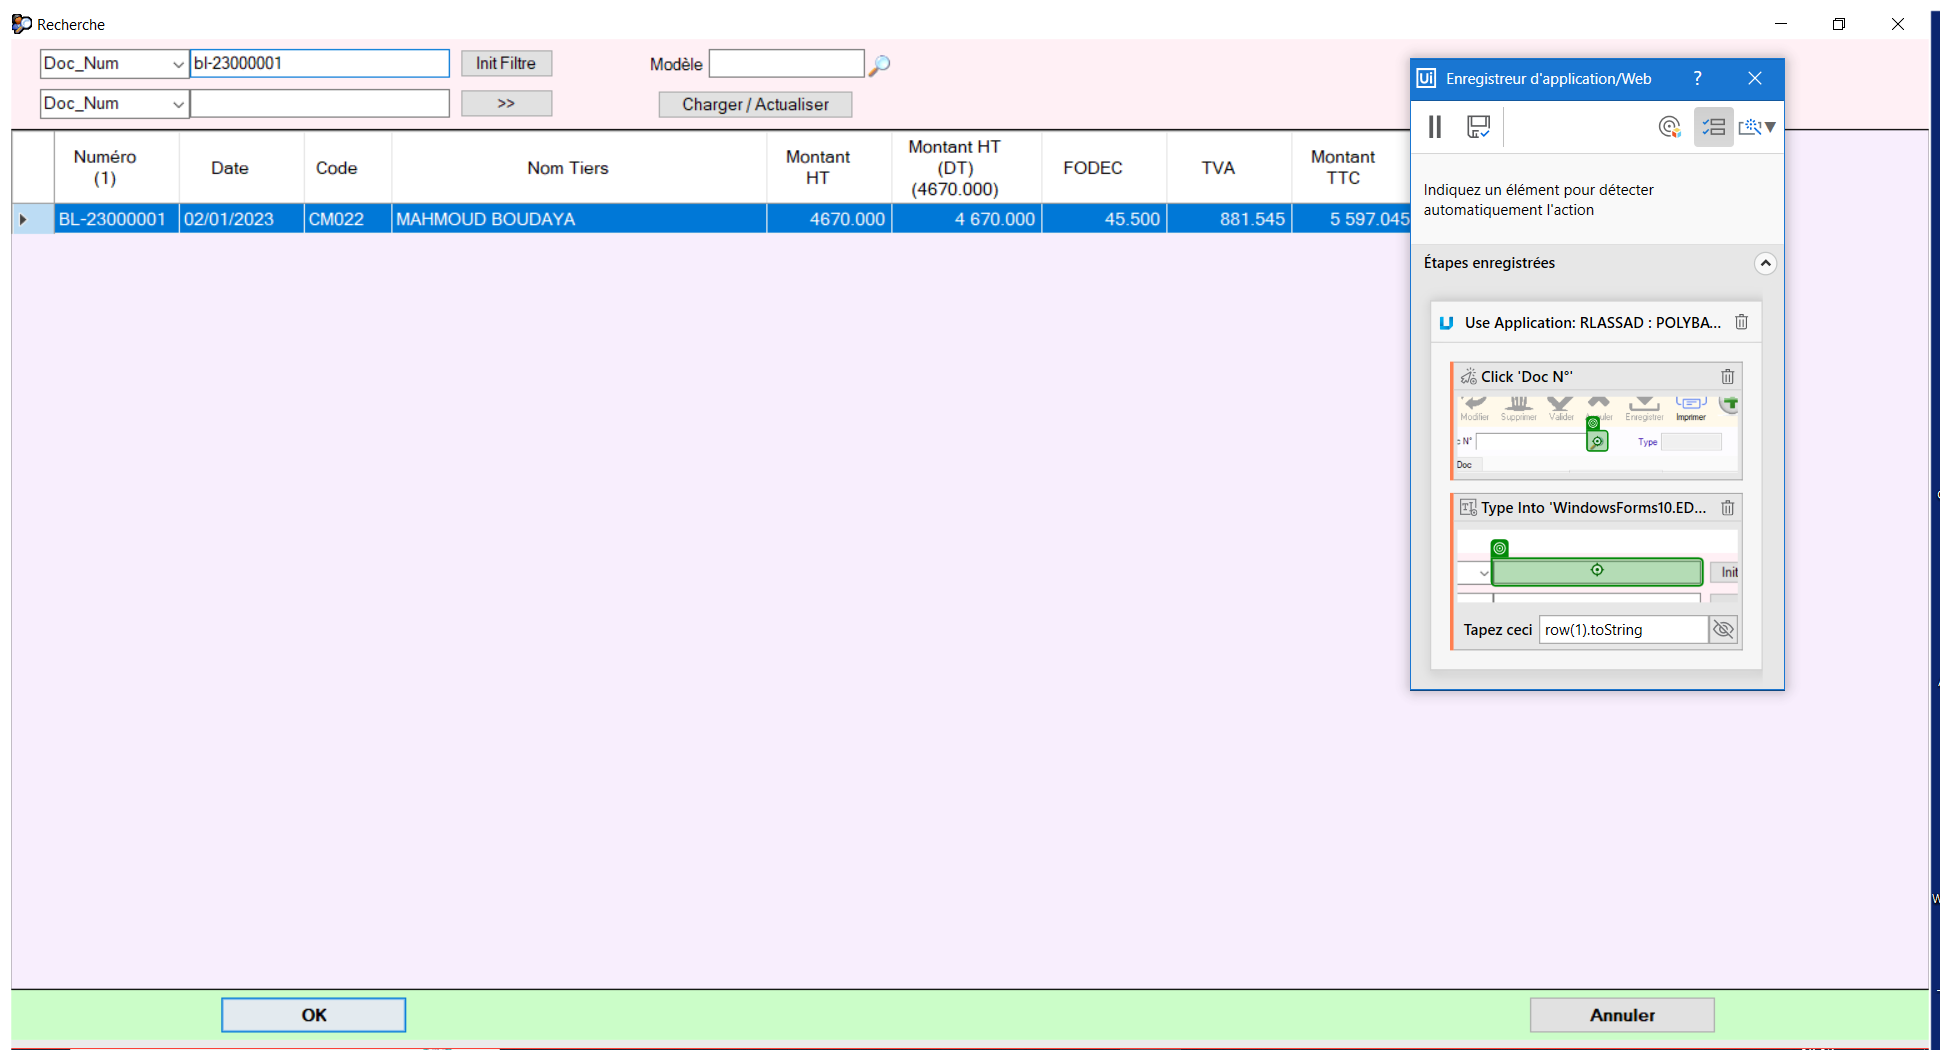 Recherche
Doc_Num bl-23000001 Init Filtre Modèle
Doc_Num >> Charger / Actualiser
Numéro (1) Date Code Nom Tiers Montant HT Montant HT (DT) (4670.000) FODEC TVA Montant TTC
BL-23000001 02/01/2023 CM022 MAHMOUD BOUDAYA 4670.000 4 670.000 45.500 881.545 5 597.045
Ui Enregistreur d'application/Web ?
Indiquez un élément pour détecter
automatiquement l'action
Étapes enregistrées
Use Application: RLASSAD : POLYBA...
Click 'Doc N°'
Modifier Supprimer Valider Enregistrer Imprimer
N° Type
Doc
Type Into 'WindowsForms10.ED...
Init
Tapez ceci row(1).toString
OK Annuler